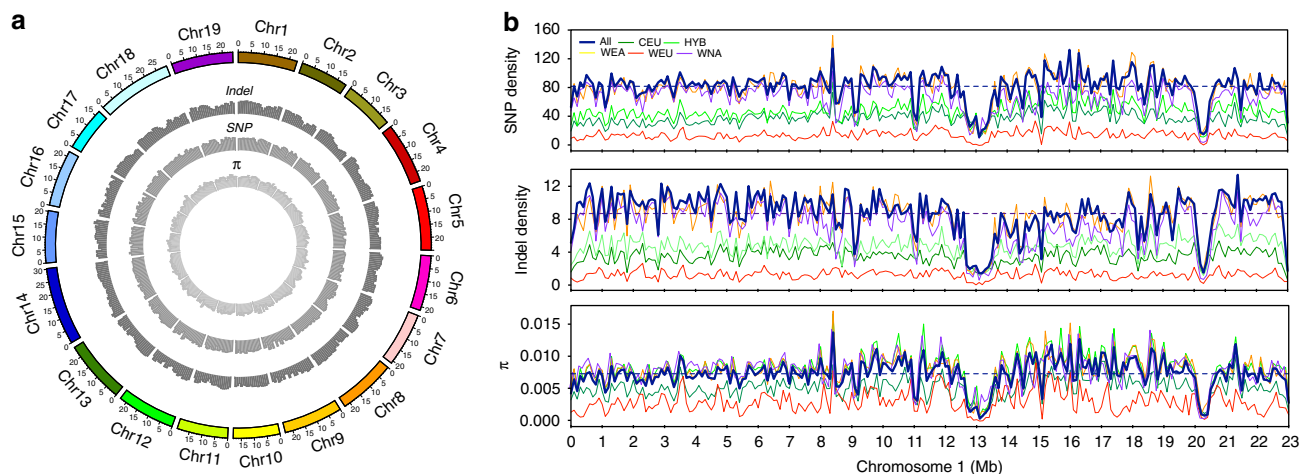 a
Chr1
Chr2
Chr3
Chr4
Chr5
Chr6
Chr7
Chr8
Chr9
Chr10
Chr11
Chr12
Chr13
Chr14
Chr15
Chr16
Chr17
Chr18
Chr19
Indel
SNP
π
b
SNP density
160
120
80
40
0
All CEU HYB
WEA WEU WNA
Indel density
12
8
4
0
π
0.015
0.010
0.005
0.000
0 1 2 3 4 5 6 7 8 9 10 11 12 13 14 15 16 17 18 19 20 21 22 23
Chromosome 1 (Mb)